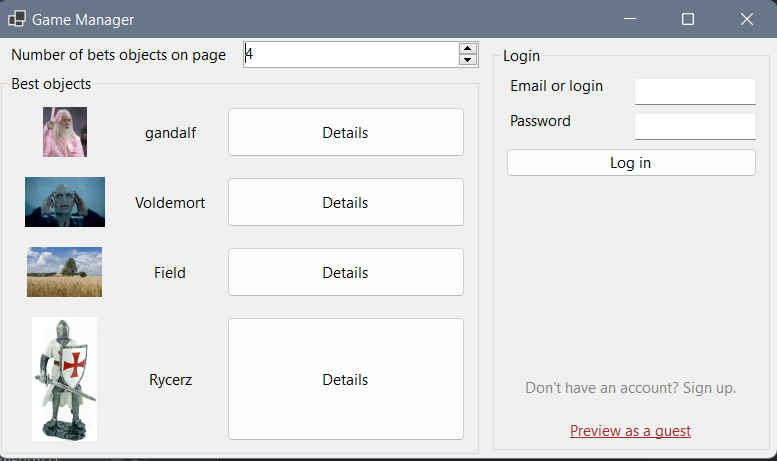 Game Manager
Number of bets objects on page
4
Best objects
gandalf
Details
Voldemort
Details
Field
Details
Rycerz
Details
Login
Email or login
Password
Log in
Don't have an account? Sign up.
Preview as a guest